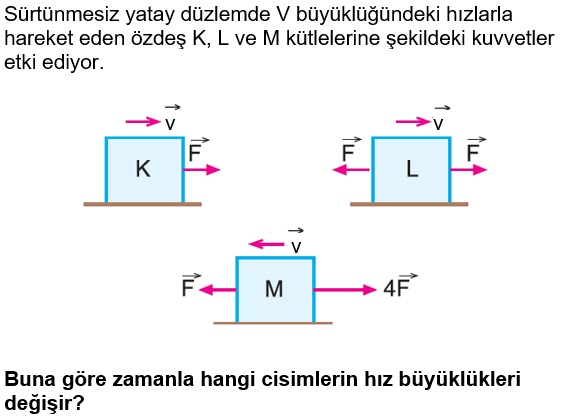 Sürtünmesiz yatay düzlemde V büyüklüğündeki hızlarla
hareket eden özdeş K, L ve M kütlelerine şekildeki kuvvetler
etki ediyor.
v v
K F F L F
v
F M 4F
Buna göre zamanla hangi cisimlerin hız büyüklükleri
değişir?